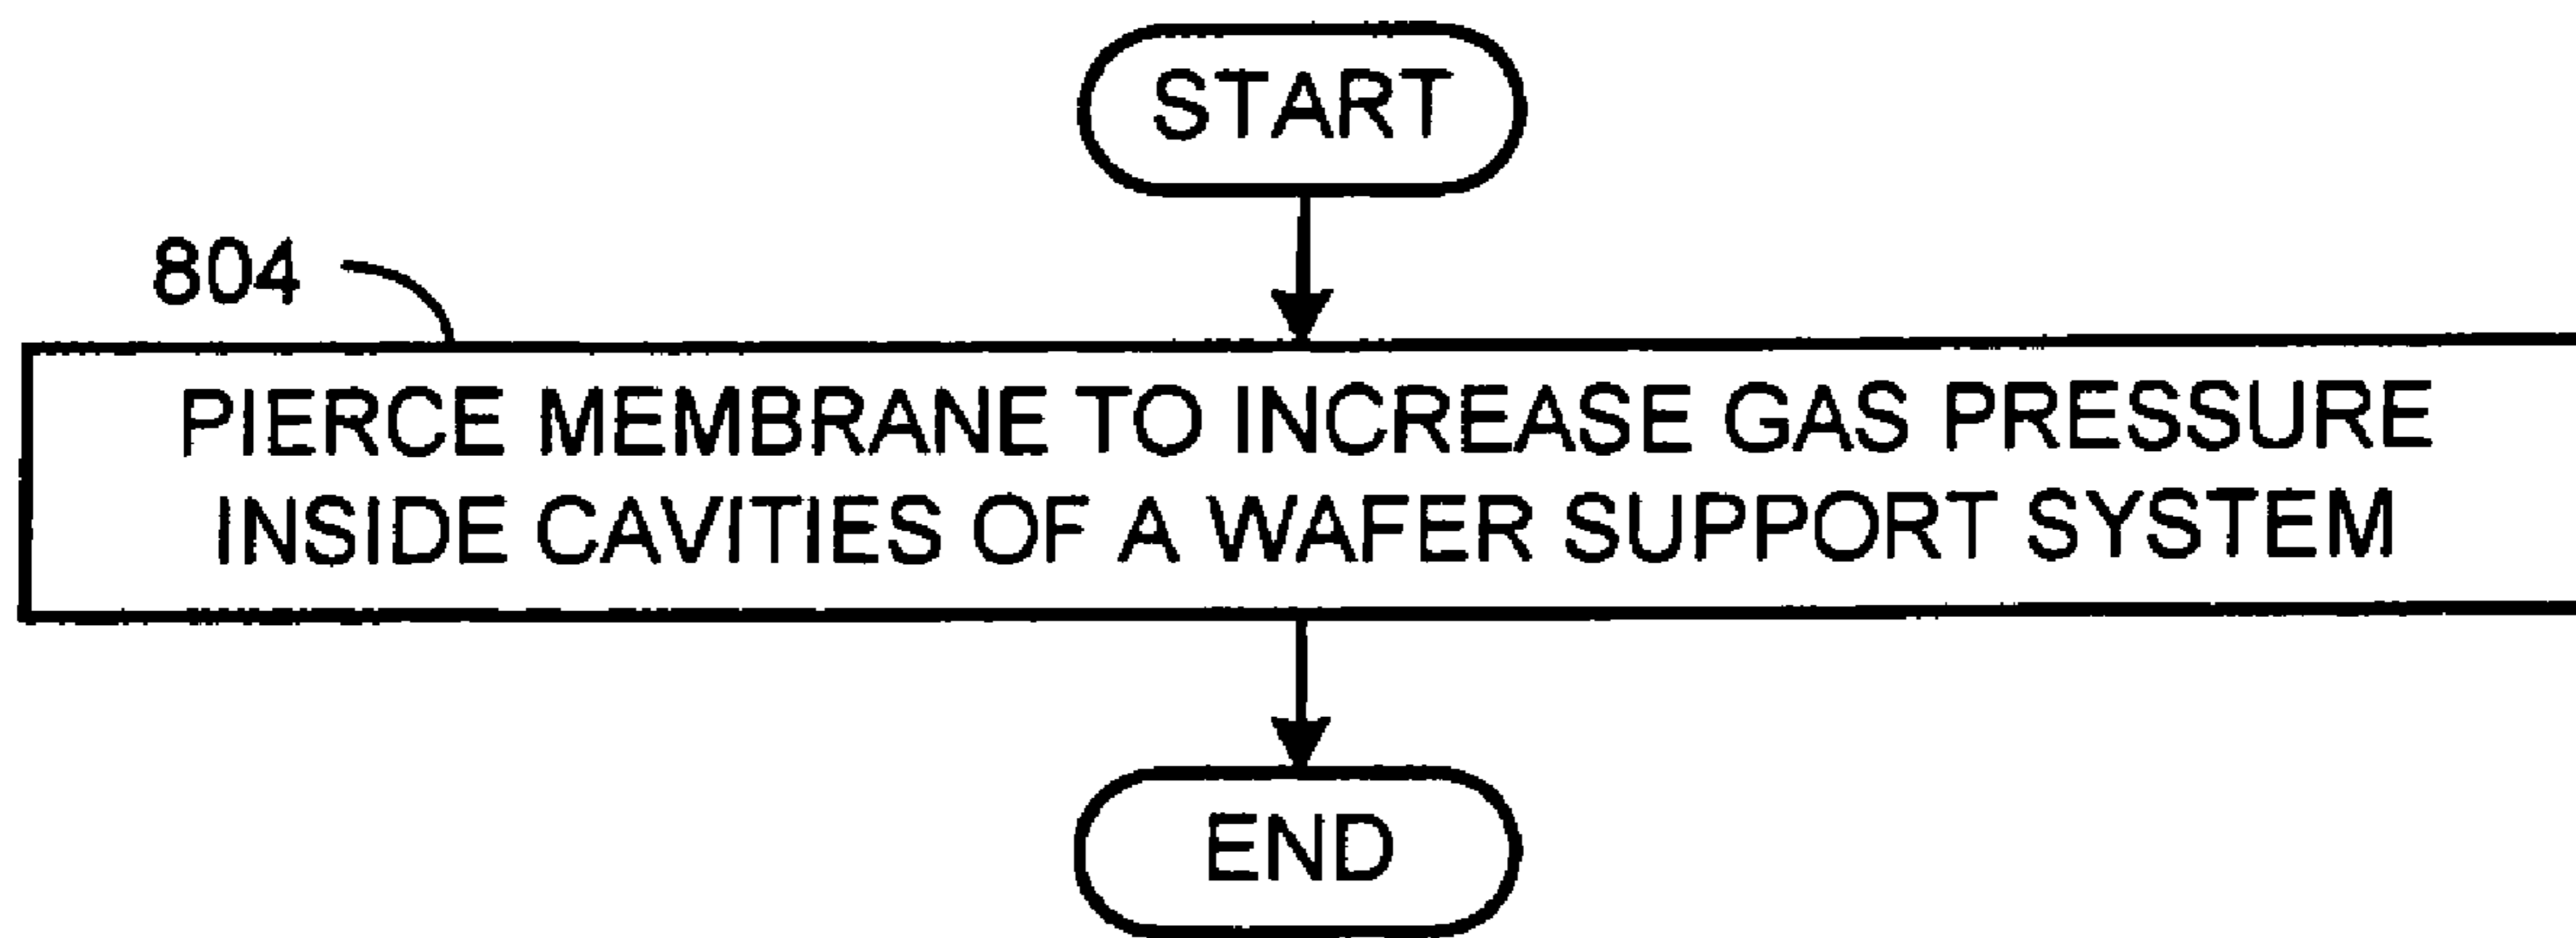 START
804
PIERCE MEMBRANE TO INCREASE GAS PRESSURE
INSIDE CAVITIES OF A WAFER SUPPORT SYSTEM
END